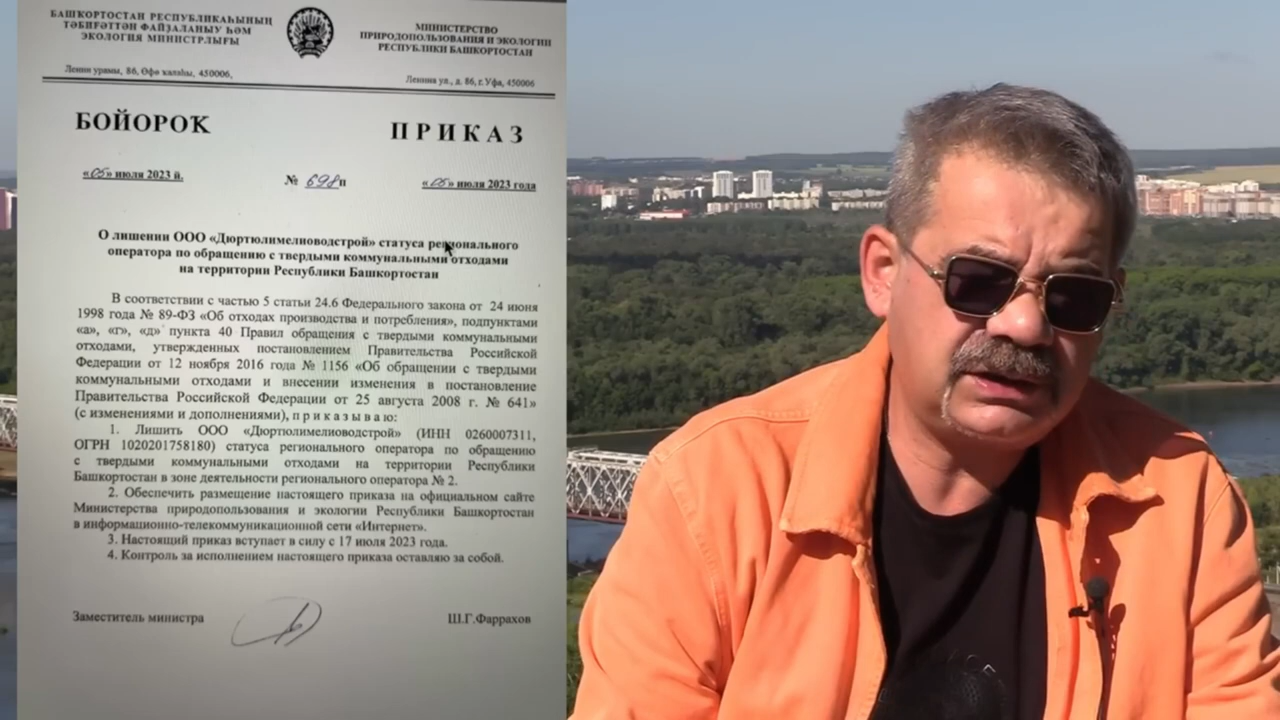 БАШҠОРТОСТАН РЕСПУБЛИКАҺЫНЫҢ
ТӘБИҒӘТТӘН ФАЙҘАЛАНЫУ ҺӘМ
ЭКОЛОГИЯ МИНИСТРЛЫҒЫ
Ленин урамы, 86, Өфө ҡалаһы, 450006,
МИНИСТЕРСТВО
ПРИРОДОПОЛЬЗОВАНИЯ И ЭКОЛОГИИ
РЕСПУБЛИКИ БАШКОРТОСТАН
Ленина ул., д. 86, г. Уфа, 450006
БОЙОРОҠ
ПРИКАЗ
«05» июля 2023 й.
№ 698п
«05» июля 2023 года
О лишении ООО «Дюртюлимелиоводстрой» статуса регионального
оператора по обращению с твердыми коммунальными отходами
на территории Республики Башкортостан
В соответствии с частью 5 статьи 24.6 Федерального закона от 24 июня
1998 года № 89-ФЗ «Об отходах производства и потребления», подпунктами
«а», «г», «д» пункта 40 Правил обращения с твердыми коммунальными
отходами, утвержденных постановлением Правительства Российской
Федерации от 12 ноября 2016 года № 1156 «Об обращении с твердыми
коммунальными отходами и внесении изменения в постановление
Правительства Российской Федерации от 25 августа 2008 г. № 641»
(с изменениями и дополнениями), п р и к а з ы в а ю:
1. Лишить ООО «Дюртюлимелиоводстрой» (ИНН 0260007311,
ОГРН 1020201758180) статуса регионального оператора по обращению
с твердыми коммунальными отходами на территории Республики
Башкортостан в зоне деятельности регионального оператора № 2.
2. Обеспечить размещение настоящего приказа на официальном сайте
Министерства природопользования и экологии Республики Башкортостан
в информационно-телекоммуникационной сети «Интернет».
3. Настоящий приказ вступает в силу с 17 июля 2023 года.
4. Контроль за исполнением настоящего приказа оставляю за собой.
Заместитель министра
Ш.Г.Фаррахов